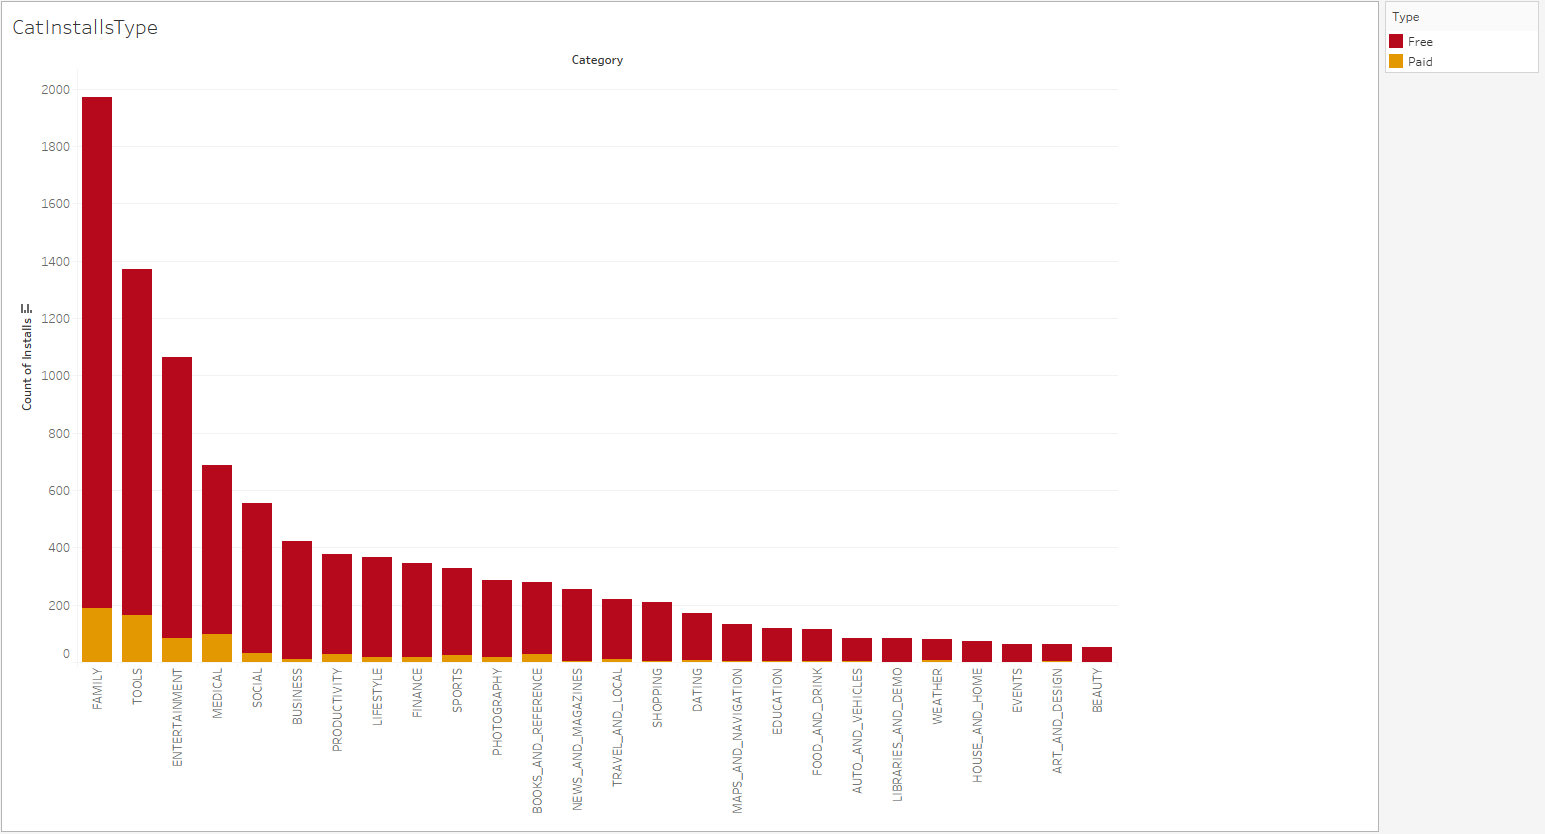 CatInstallsType
Category
Count of Installs
2000
1800
1600
1400
1200
1000
800
600
400
200
0
FAMILY
TOOLS
ENTERTAINMENT
MEDICAL
SOCIAL
BUSINESS
PRODUCTIVITY
LIFESTYLE
FINANCE
SPORTS
PHOTOGRAPHY
BOOKS_AND_REFERENCE
NEWS_AND_MAGAZINES
TRAVEL_AND_LOCAL
SHOPPING
DATING
MAPS_AND_NAVIGATION
EDUCATION
FOOD_AND_DRINK
AUTO_AND_VEHICLES
LIBRARIES_AND_DEMO
WEATHER
HOUSE_AND_HOME
EVENTS
ART_AND_DESIGN
BEAUTY
Type
Free
Paid